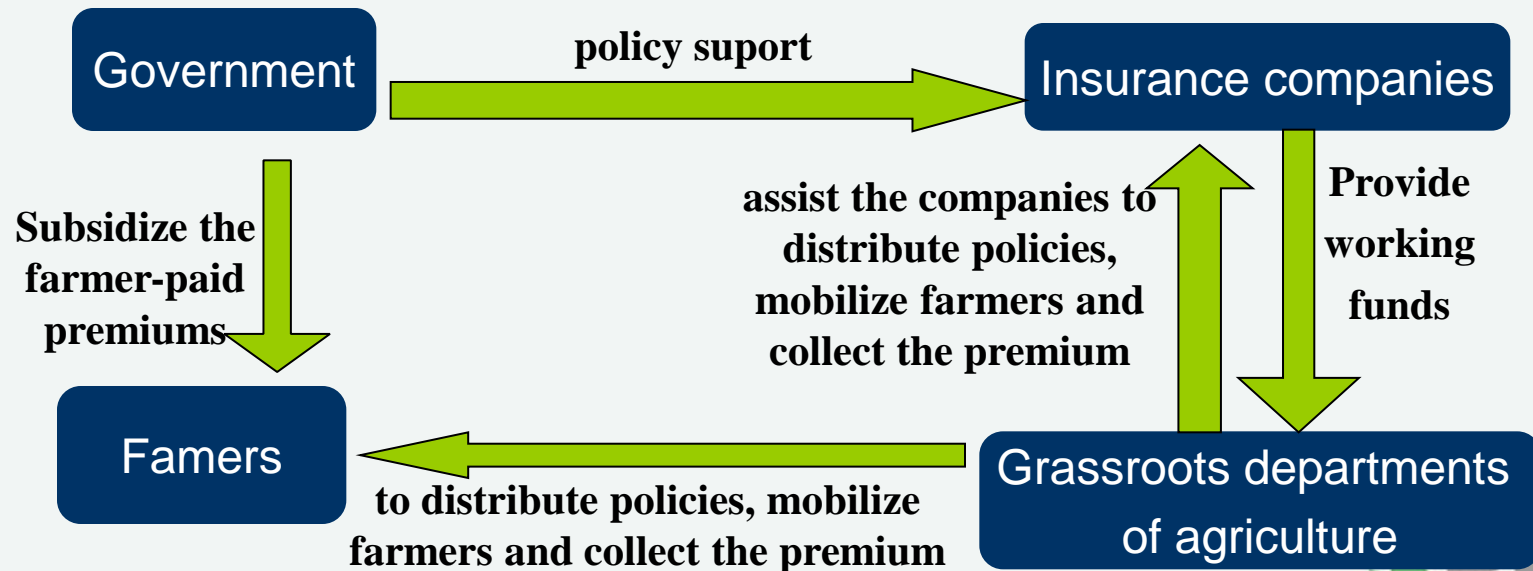 Government
policy suport
Insurance companies
Subsidize the
farmer-paid
premiums
assist the companies to
distribute policies,
mobilize farmers and
collect the premium
Provide
working
funds
Famers
to distribute policies, mobilize
farmers and collect the premium
Grassroots departments
of agriculture